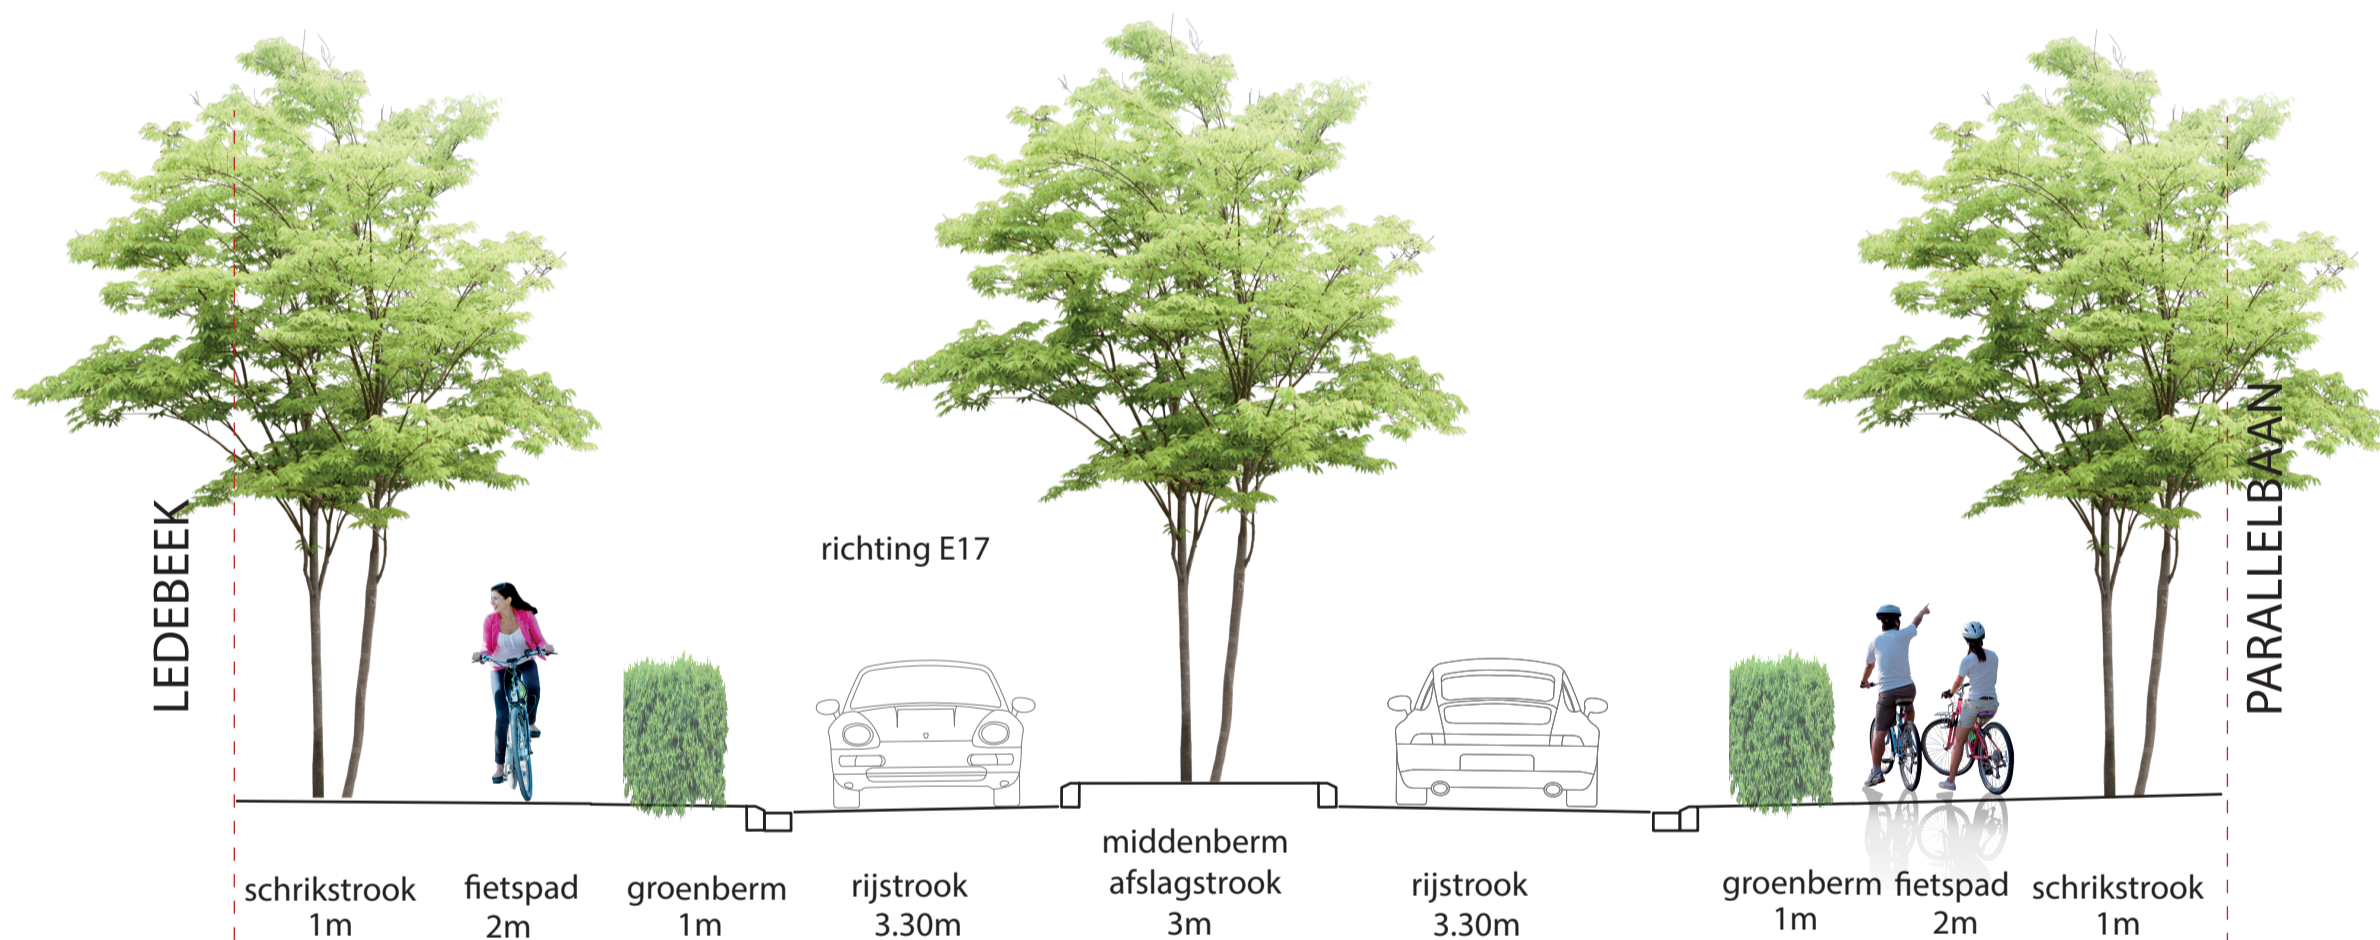 LEDEBEEK
richting E17
PARALLELBAAN
schrikstrook
1m
fietspad
2m
groenberm
1m
rijstrook
3.30m
middenberm
afslagstrook
3m
rijstrook
3.30m
groenberm
1m
fietspad
2m
schrikstrook
1m